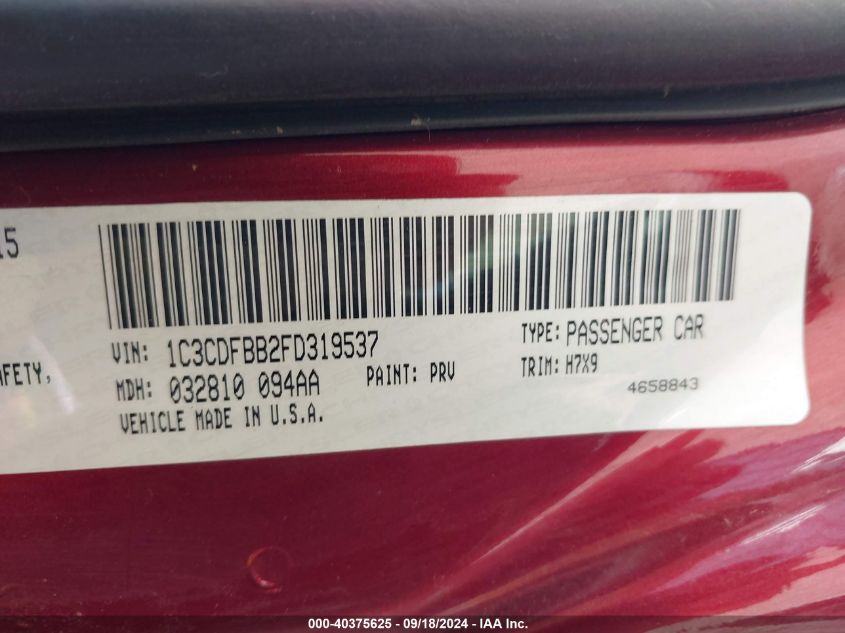 15
VIN: 1C3CDFBB2FD319537 TYPE: PASSENGER CAR
AFETY, MDH: 032810 094AA PAINT: PRV TRIM: H7X9
4658843
VEHICLE MADE IN U.S.A.
000-40375625 - 09/18/2024 - IAA Inc.